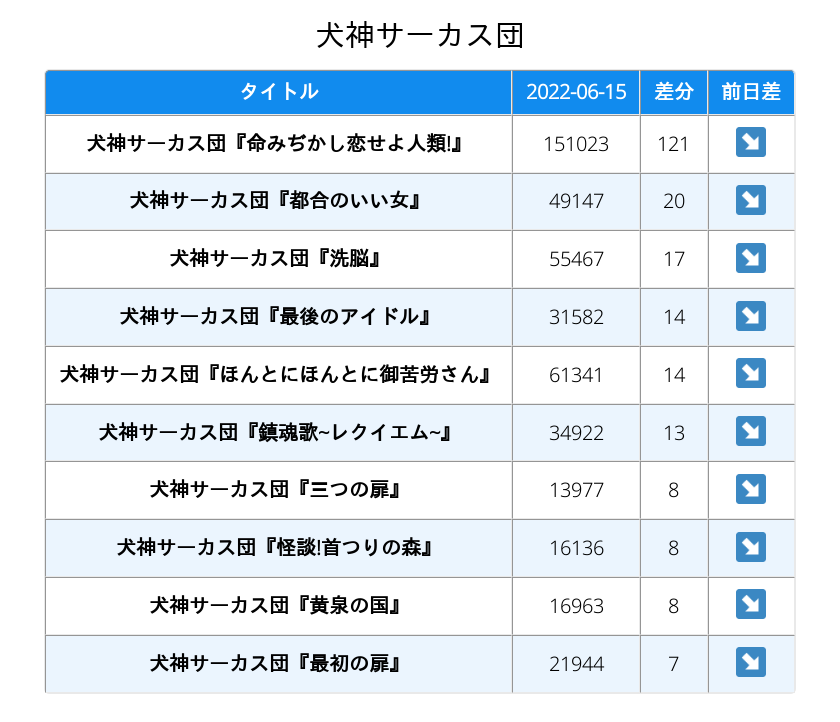 犬神サーカス団
タイトル 2022-06-15 差分 前日差
犬神サーカス団『命みぢかし恋せよ人類!』 151023 121 ↘
犬神サーカス団『都合のいい女』 49147 20 ↘
犬神サーカス団『洗脳』 55467 17 ↘
犬神サーカス団『最後のアイドル』 31582 14 ↘
犬神サーカス団『ほんとにほんとに御苦労さん』 61341 14 ↘
犬神サーカス団『鎮魂歌~レクイエム~』 34922 13 ↘
犬神サーカス団『三つの扉』 13977 8 ↘
犬神サーカス団『怪談!首つりの森』 16136 8 ↘
犬神サーカス団『黄泉の国』 16963 8 ↘
犬神サーカス団『最初の扉』 21944 7 ↘